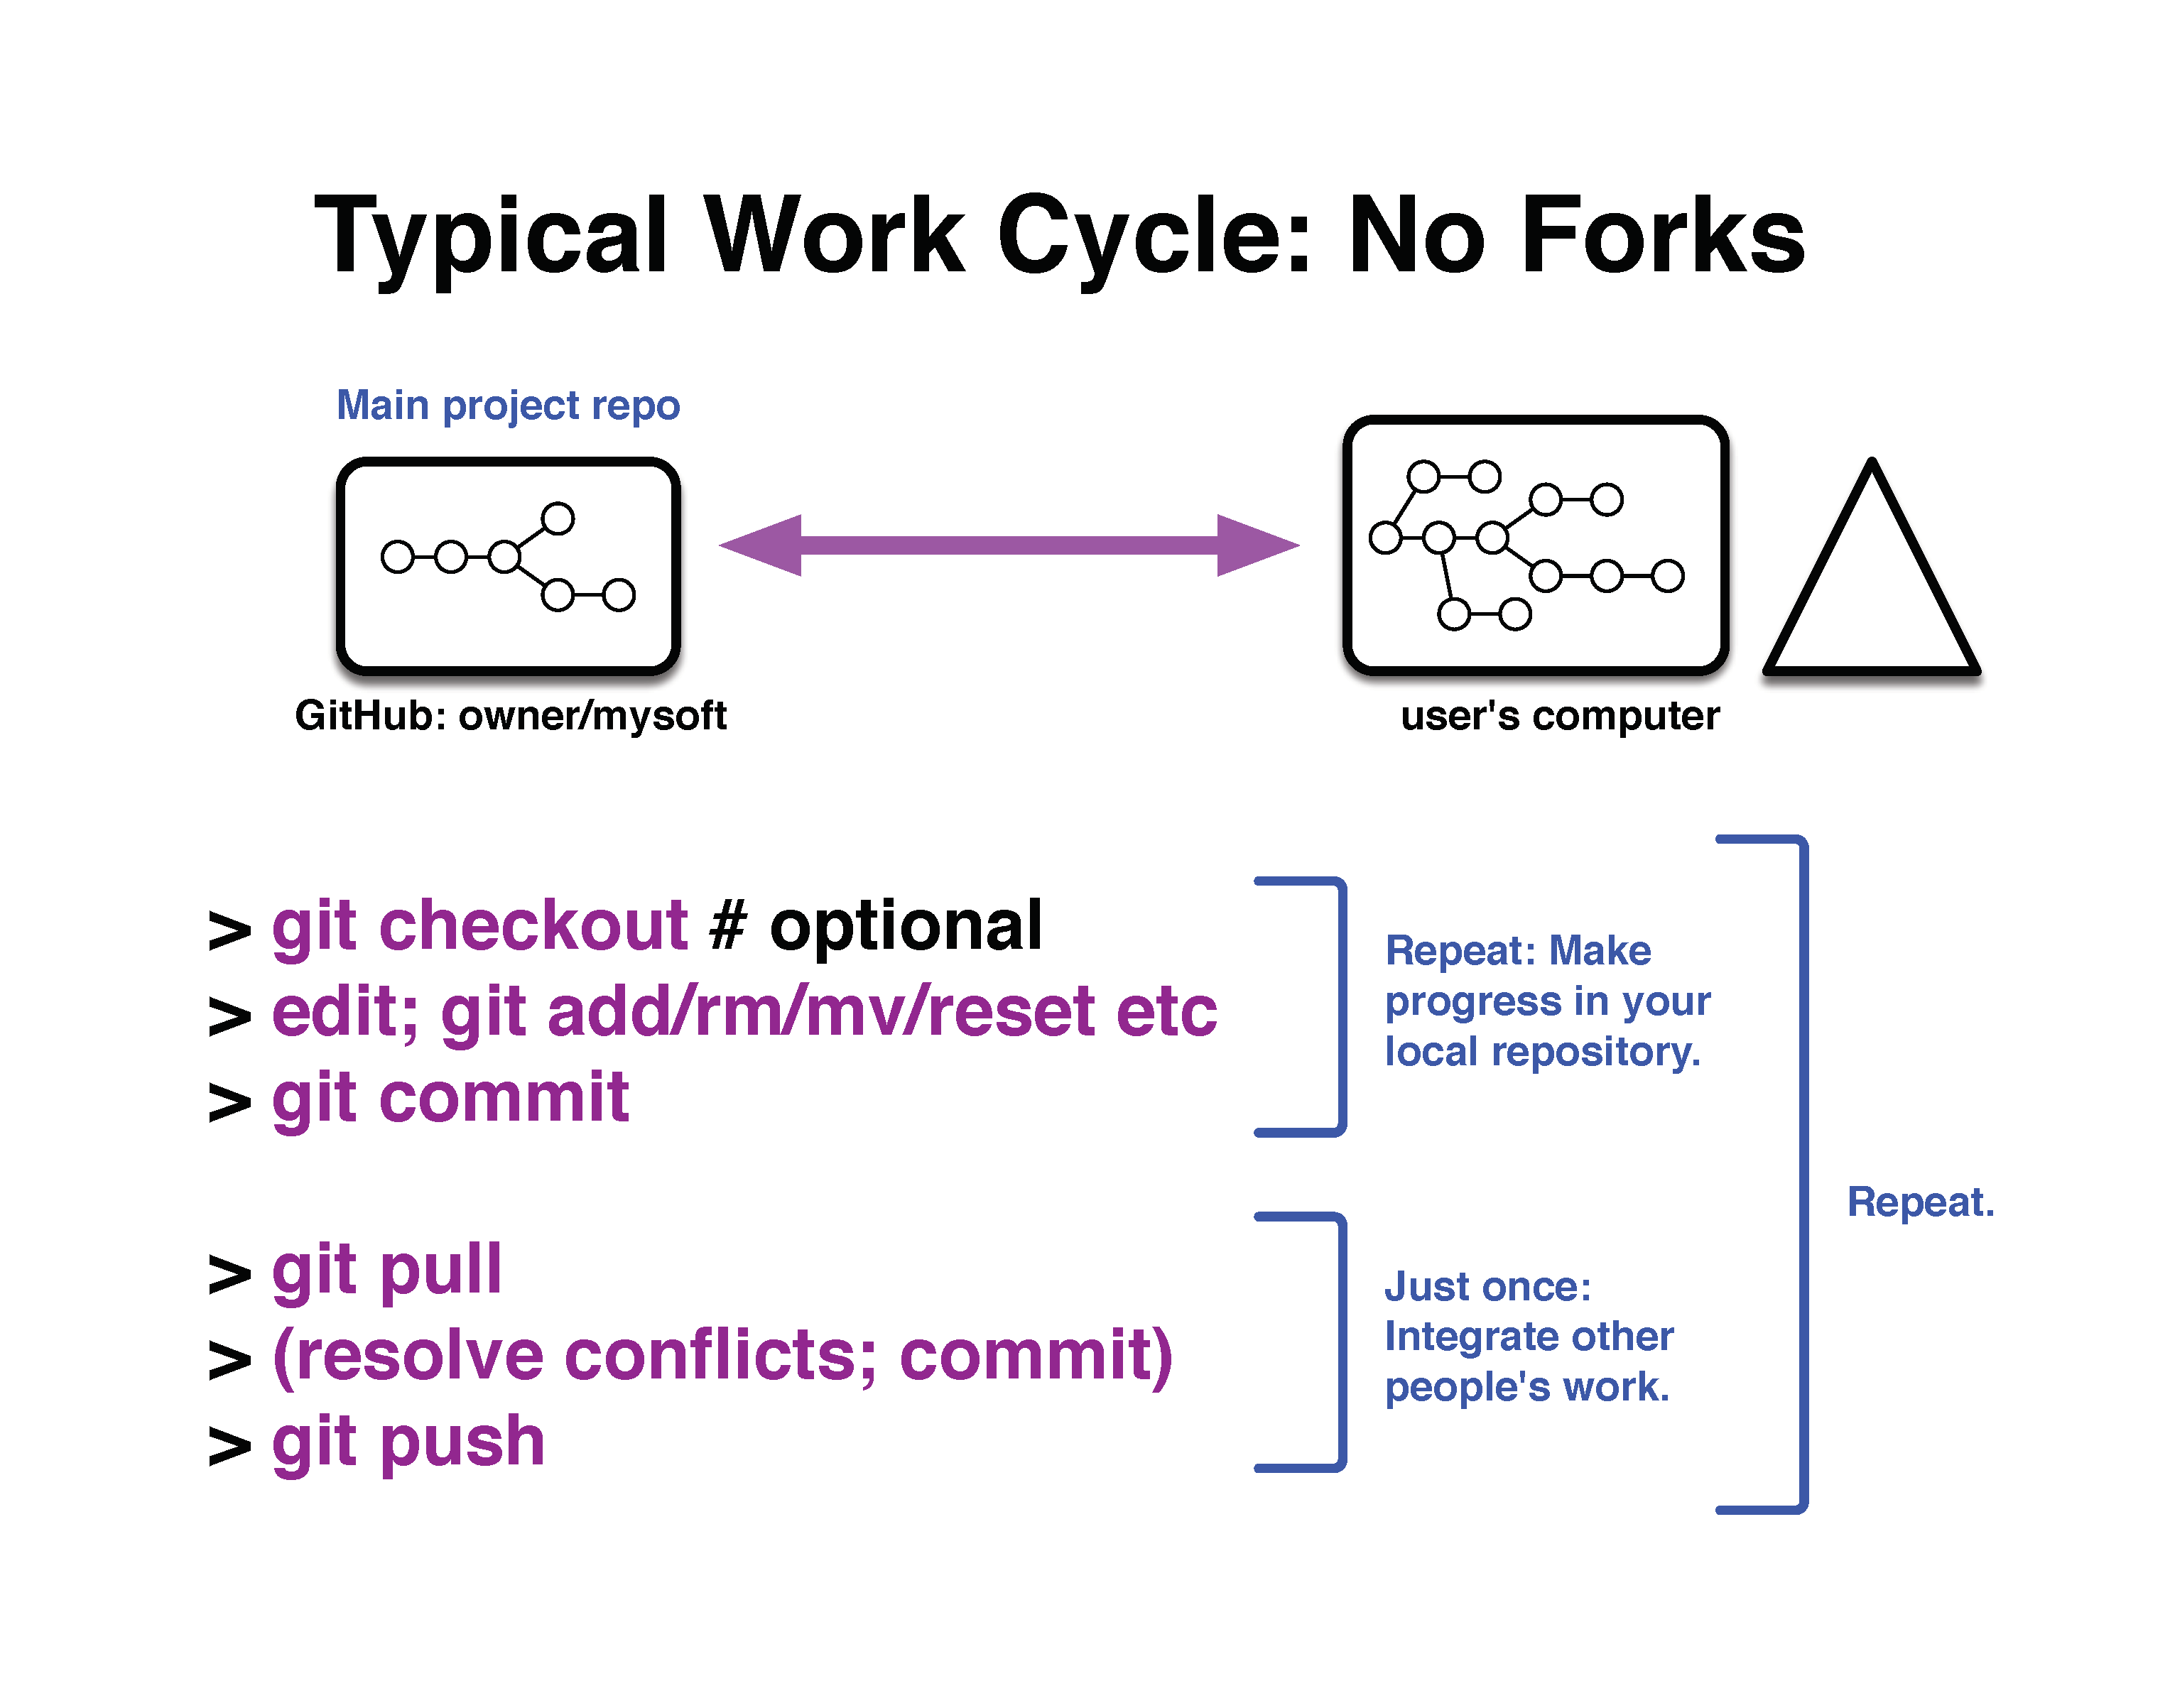 Typical Work Cycle: No Forks
Main project repo
GitHub: owner/mysoft
user's computer
> git checkout # optional
> edit; git add/rm/mv/reset etc
> git commit
Repeat: Make
progress in your
local repository.
> git pull
> (resolve conflicts; commit)
> git push
Just once:
Integrate other
people's work.
Repeat.